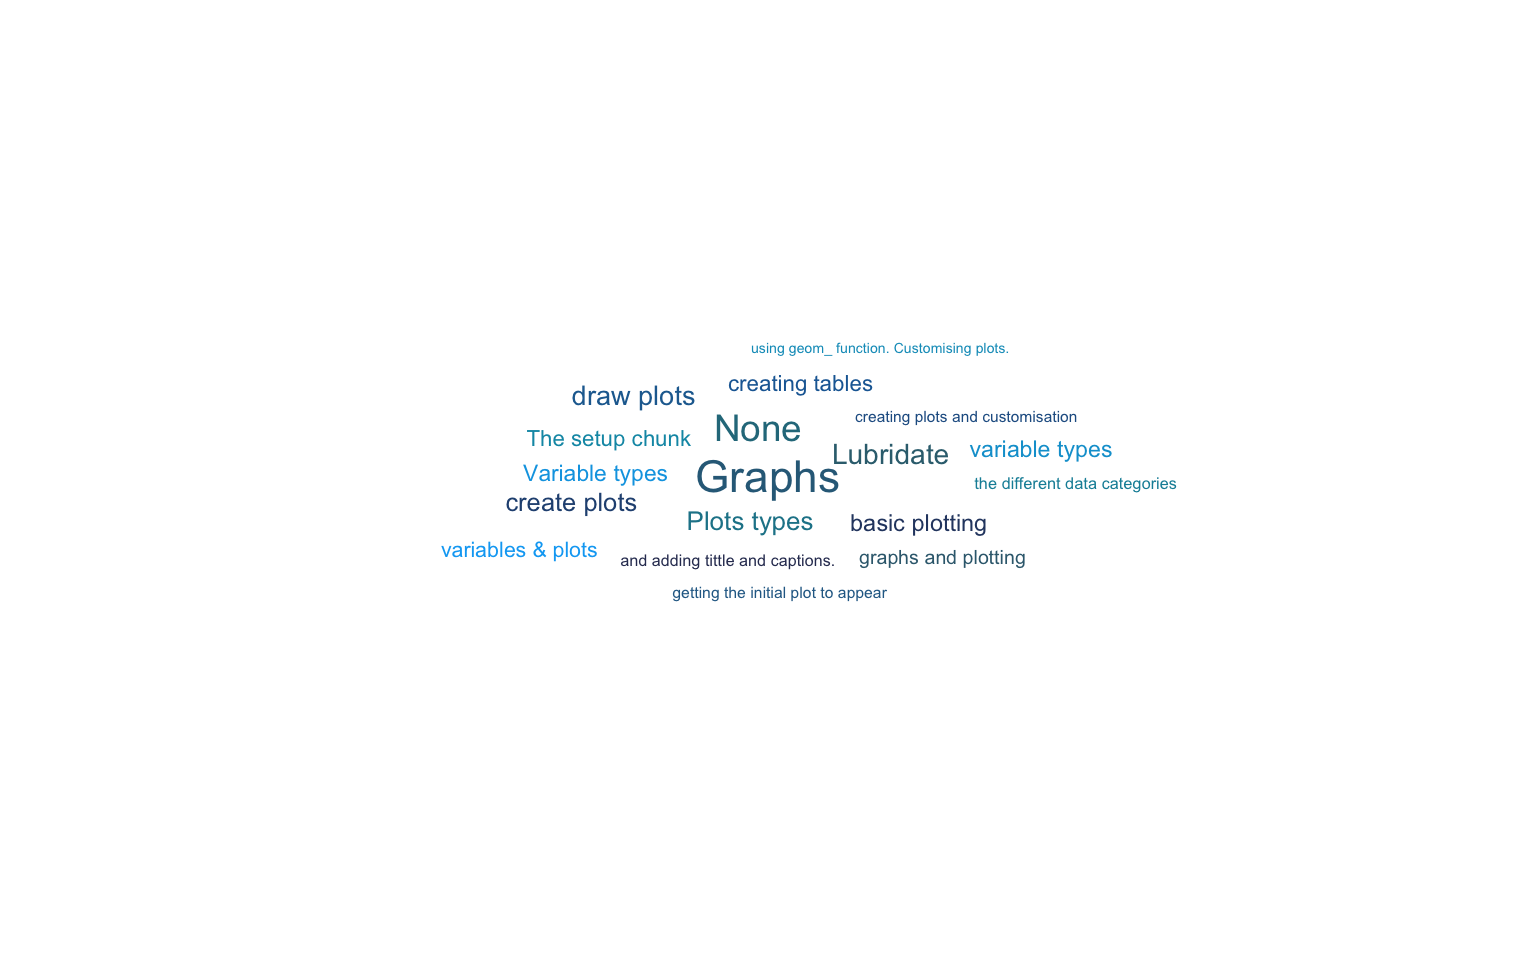 using geom_ function. Customising plots.
creating tables
draw plots
creating plots and customisation
None
The setup chunk
variable types
Lubridate
Variable types
Graphs
the different data categories
create plots
Plots types
basic plotting
variables & plots
and adding tittle and captions.
graphs and plotting
getting the initial plot to appear